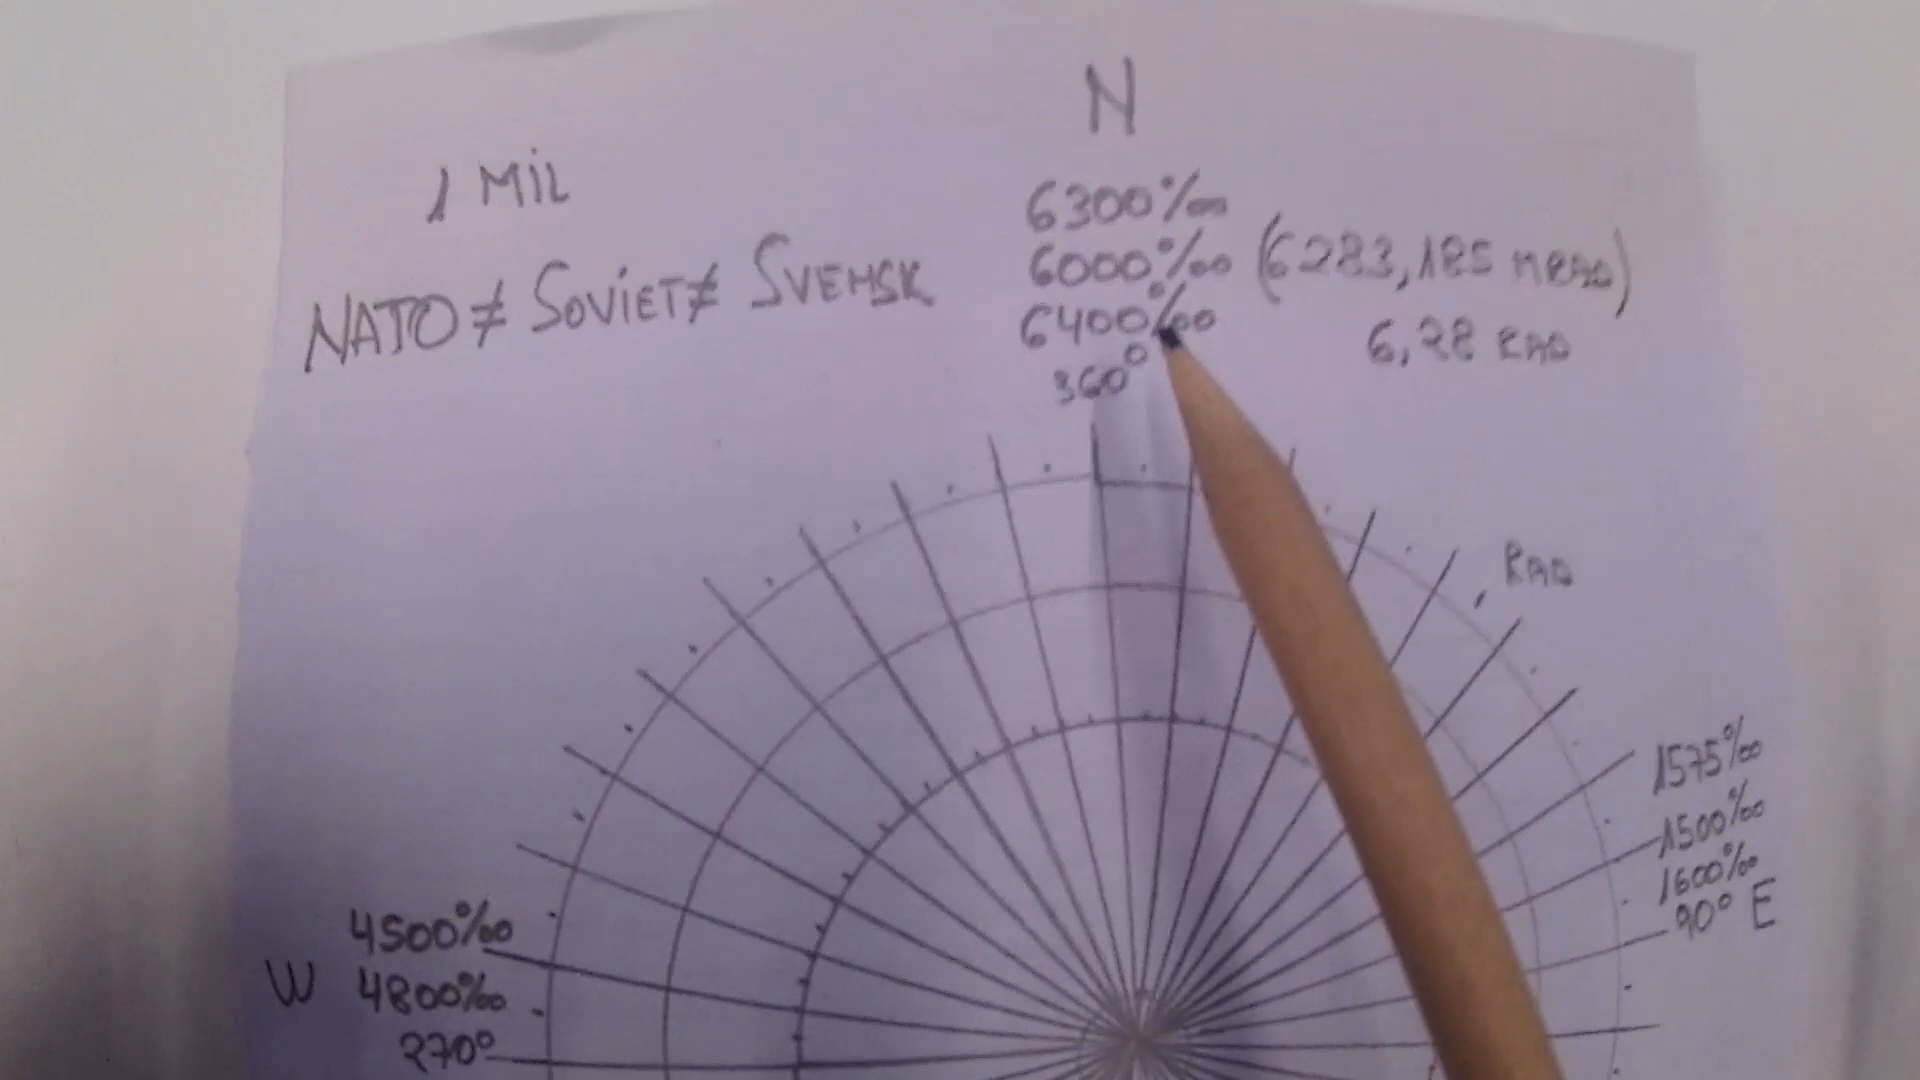 N
1 MIL
NATO ≠ SOVIET ≠ SVENSK
6300‰
6000‰ (6283,185 MRAD)
6400‰ 6,28 RAD
360°
RAD
1575‰
1500‰
1600‰
90° E
4500‰
W 4800‰
270°